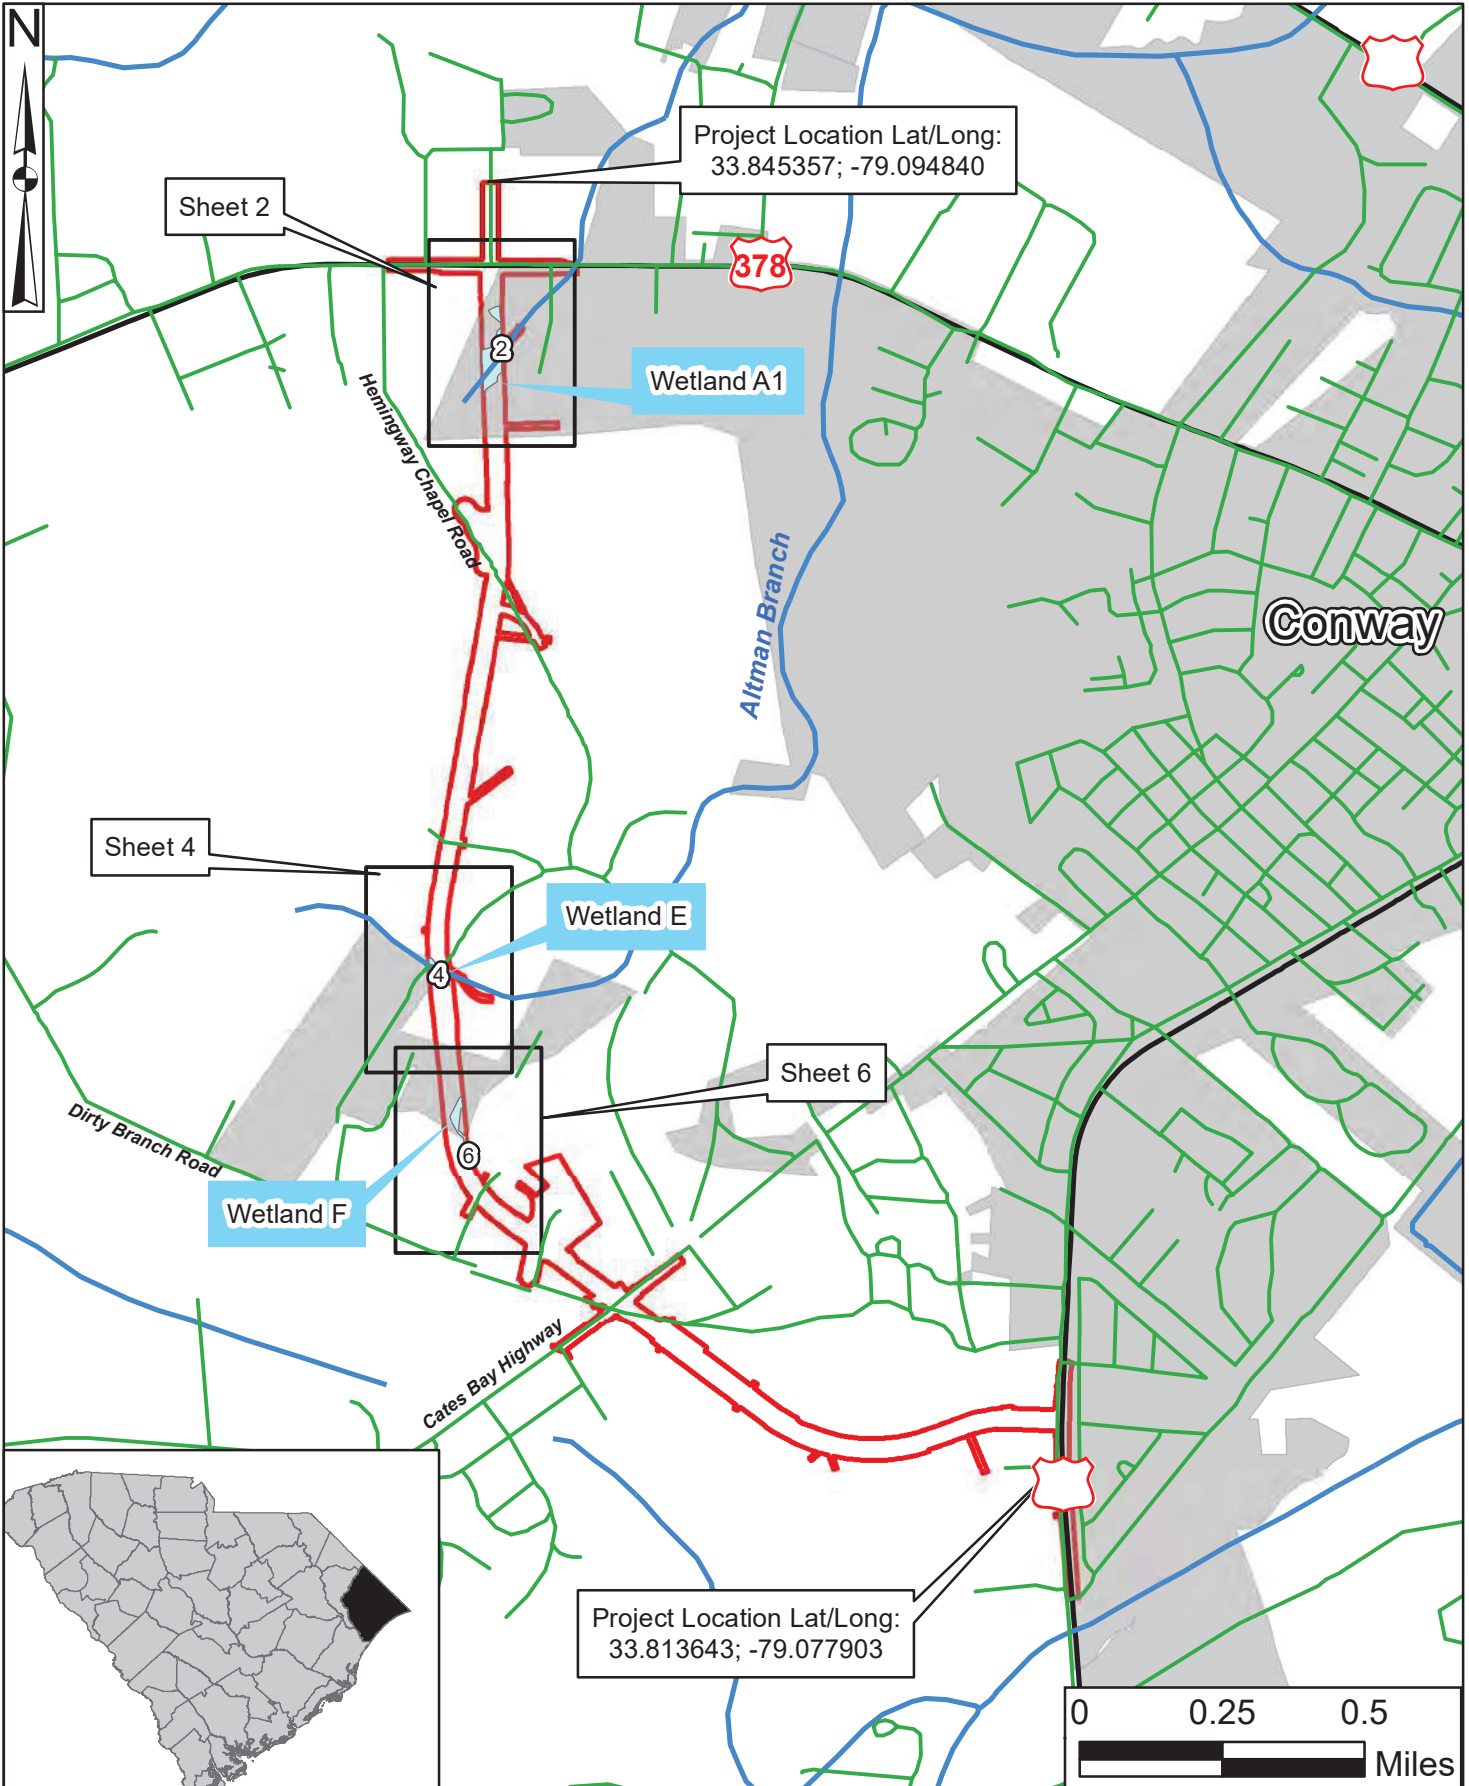 N
Project Location Lat/Long:
33.845357; -79.094840
Sheet 2
378
2
Wetland A1
Hemingway Chapel Road
Altman Branch
Conway
Sheet 4
Wetland E
4
Sheet 6
Dirty Branch Road
6
Wetland F
Cates Bay Highway
Project Location Lat/Long:
33.813643; -79.077903
0 0.25 0.5
Miles